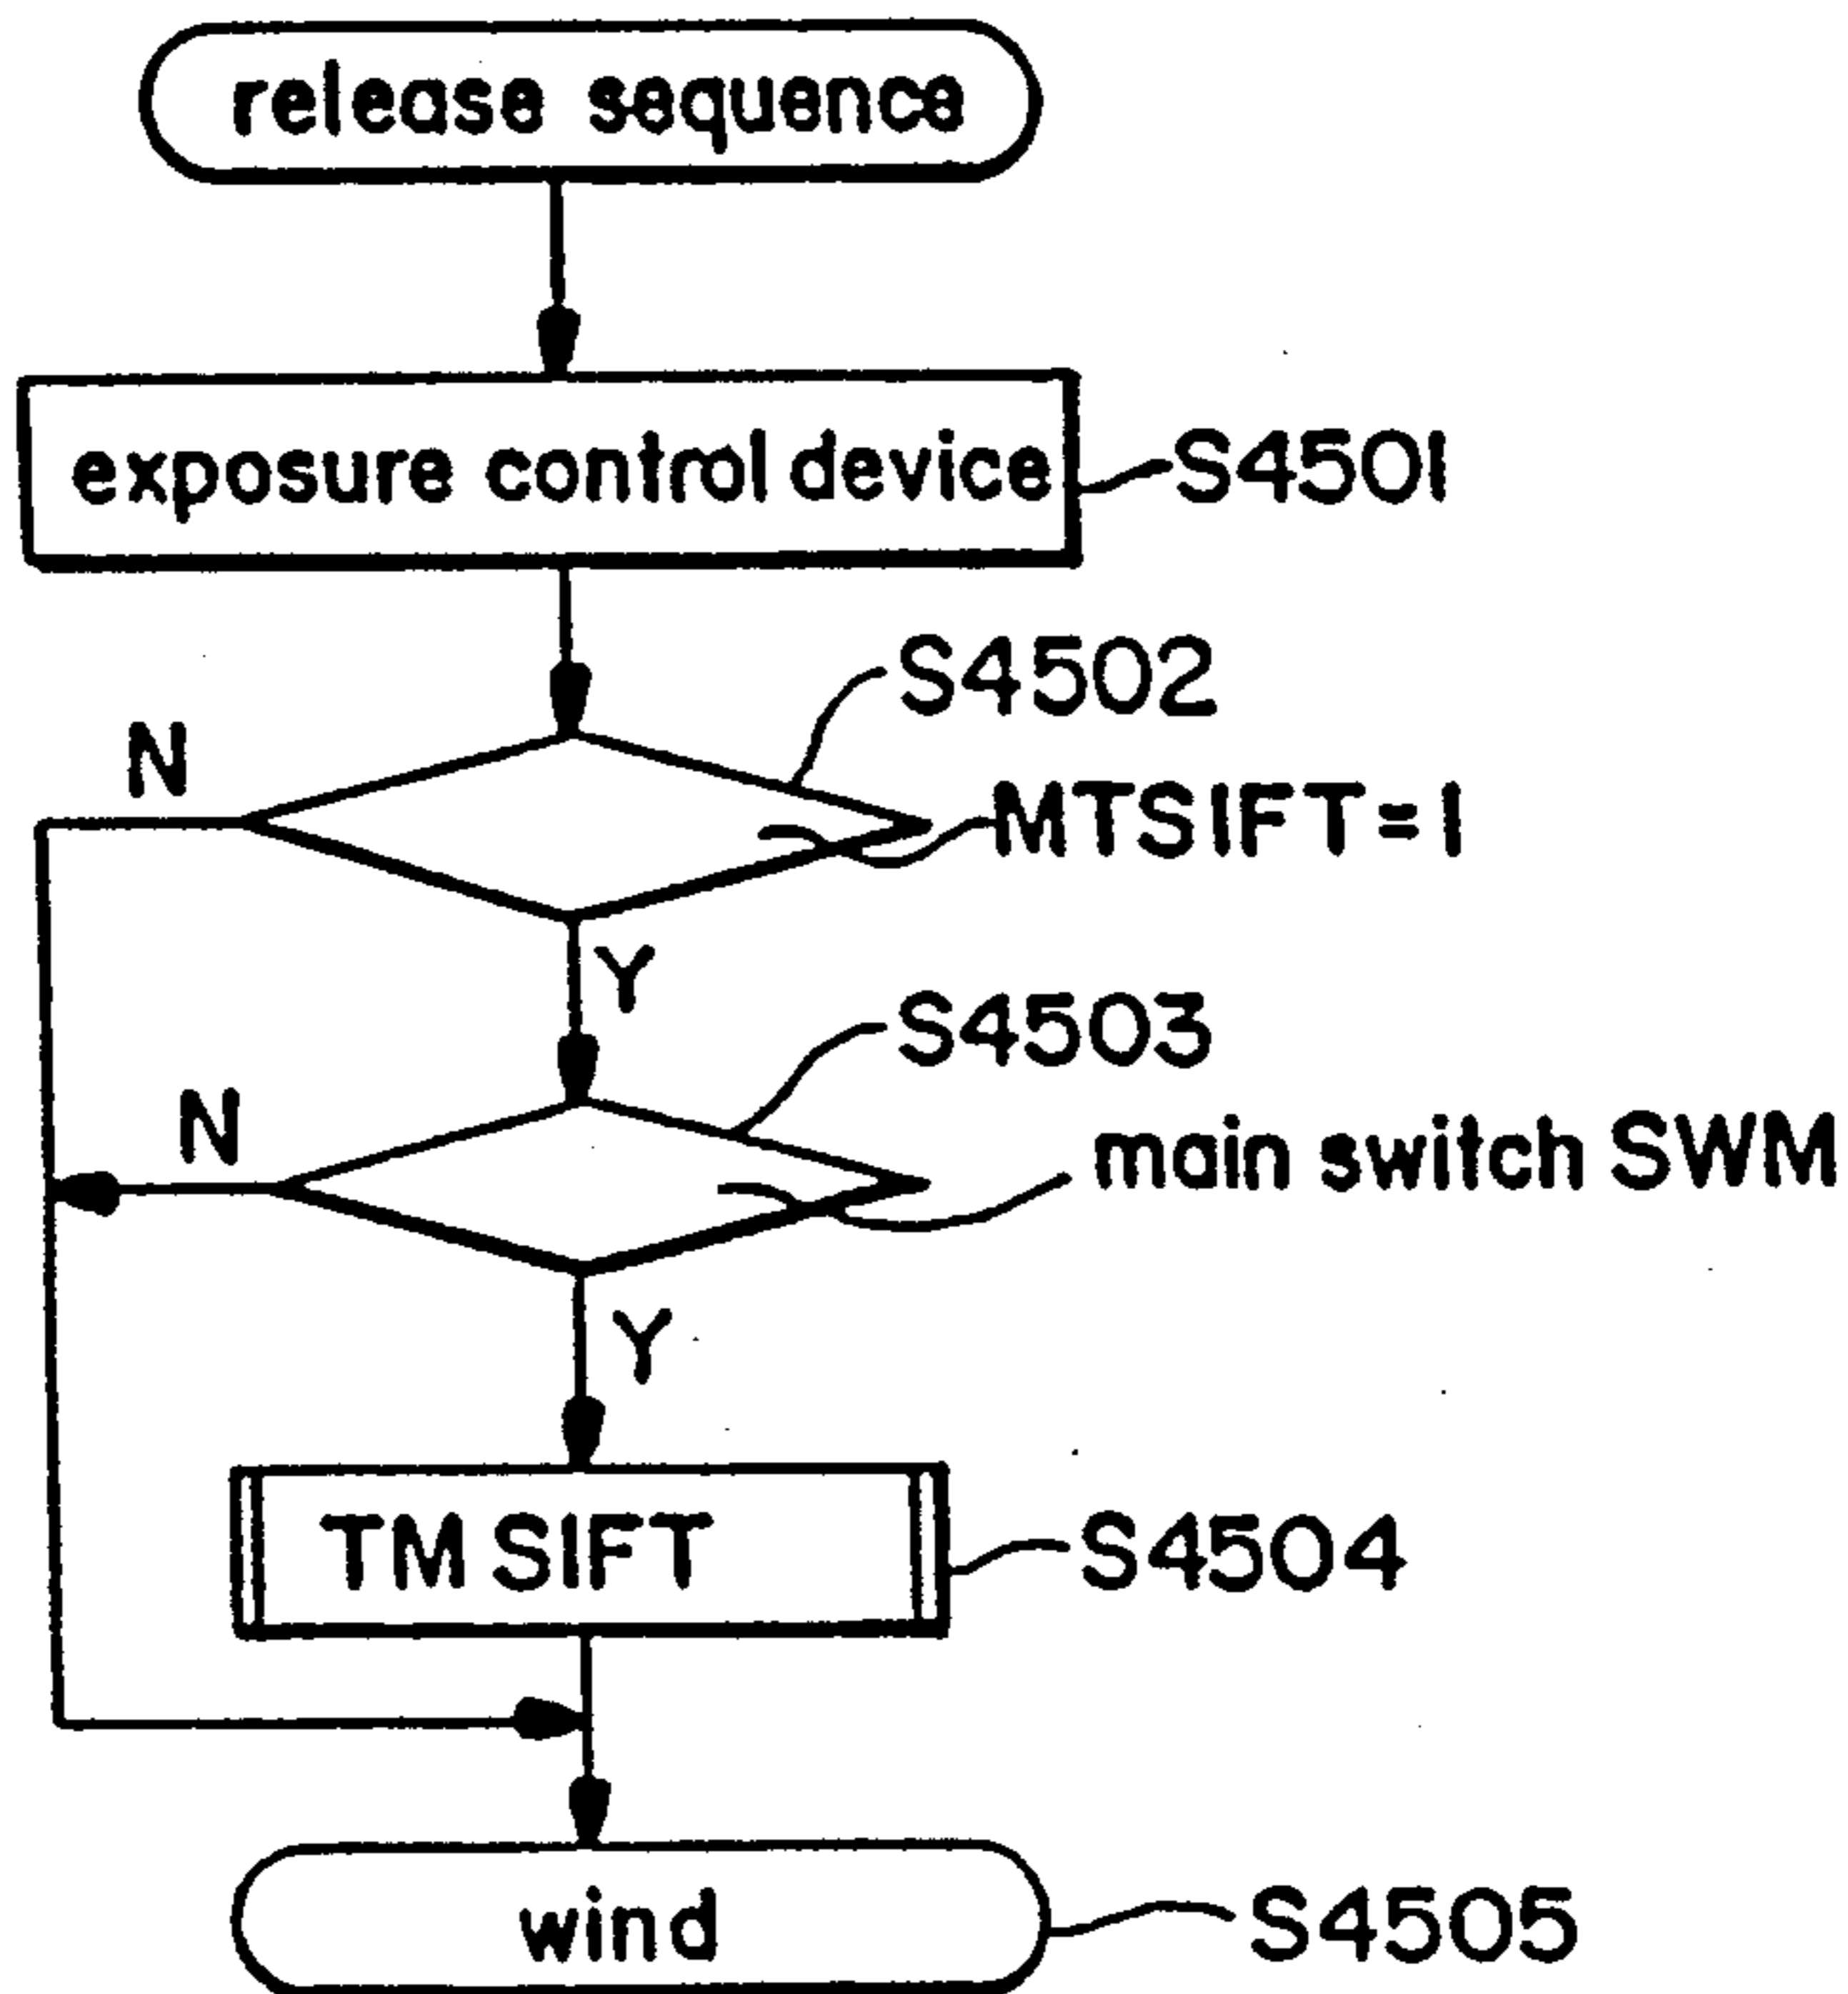 release sequence
exposure control device
S4501
S4502
N
MTSIFT=1
Y
S4503
N
main switch SWM
Y
TM SIFT
S4504
wind
S4505